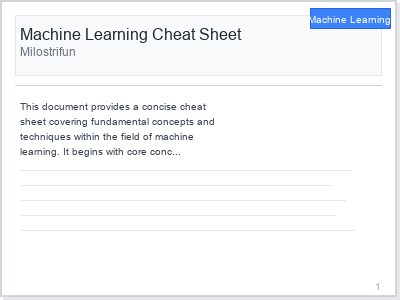 Machine Learning
Machine Learning Cheat Sheet
Milostrifun
This document provides a concise cheat
sheet covering fundamental concepts and
techniques within the field of machine
learning. It begins with core conc...
1